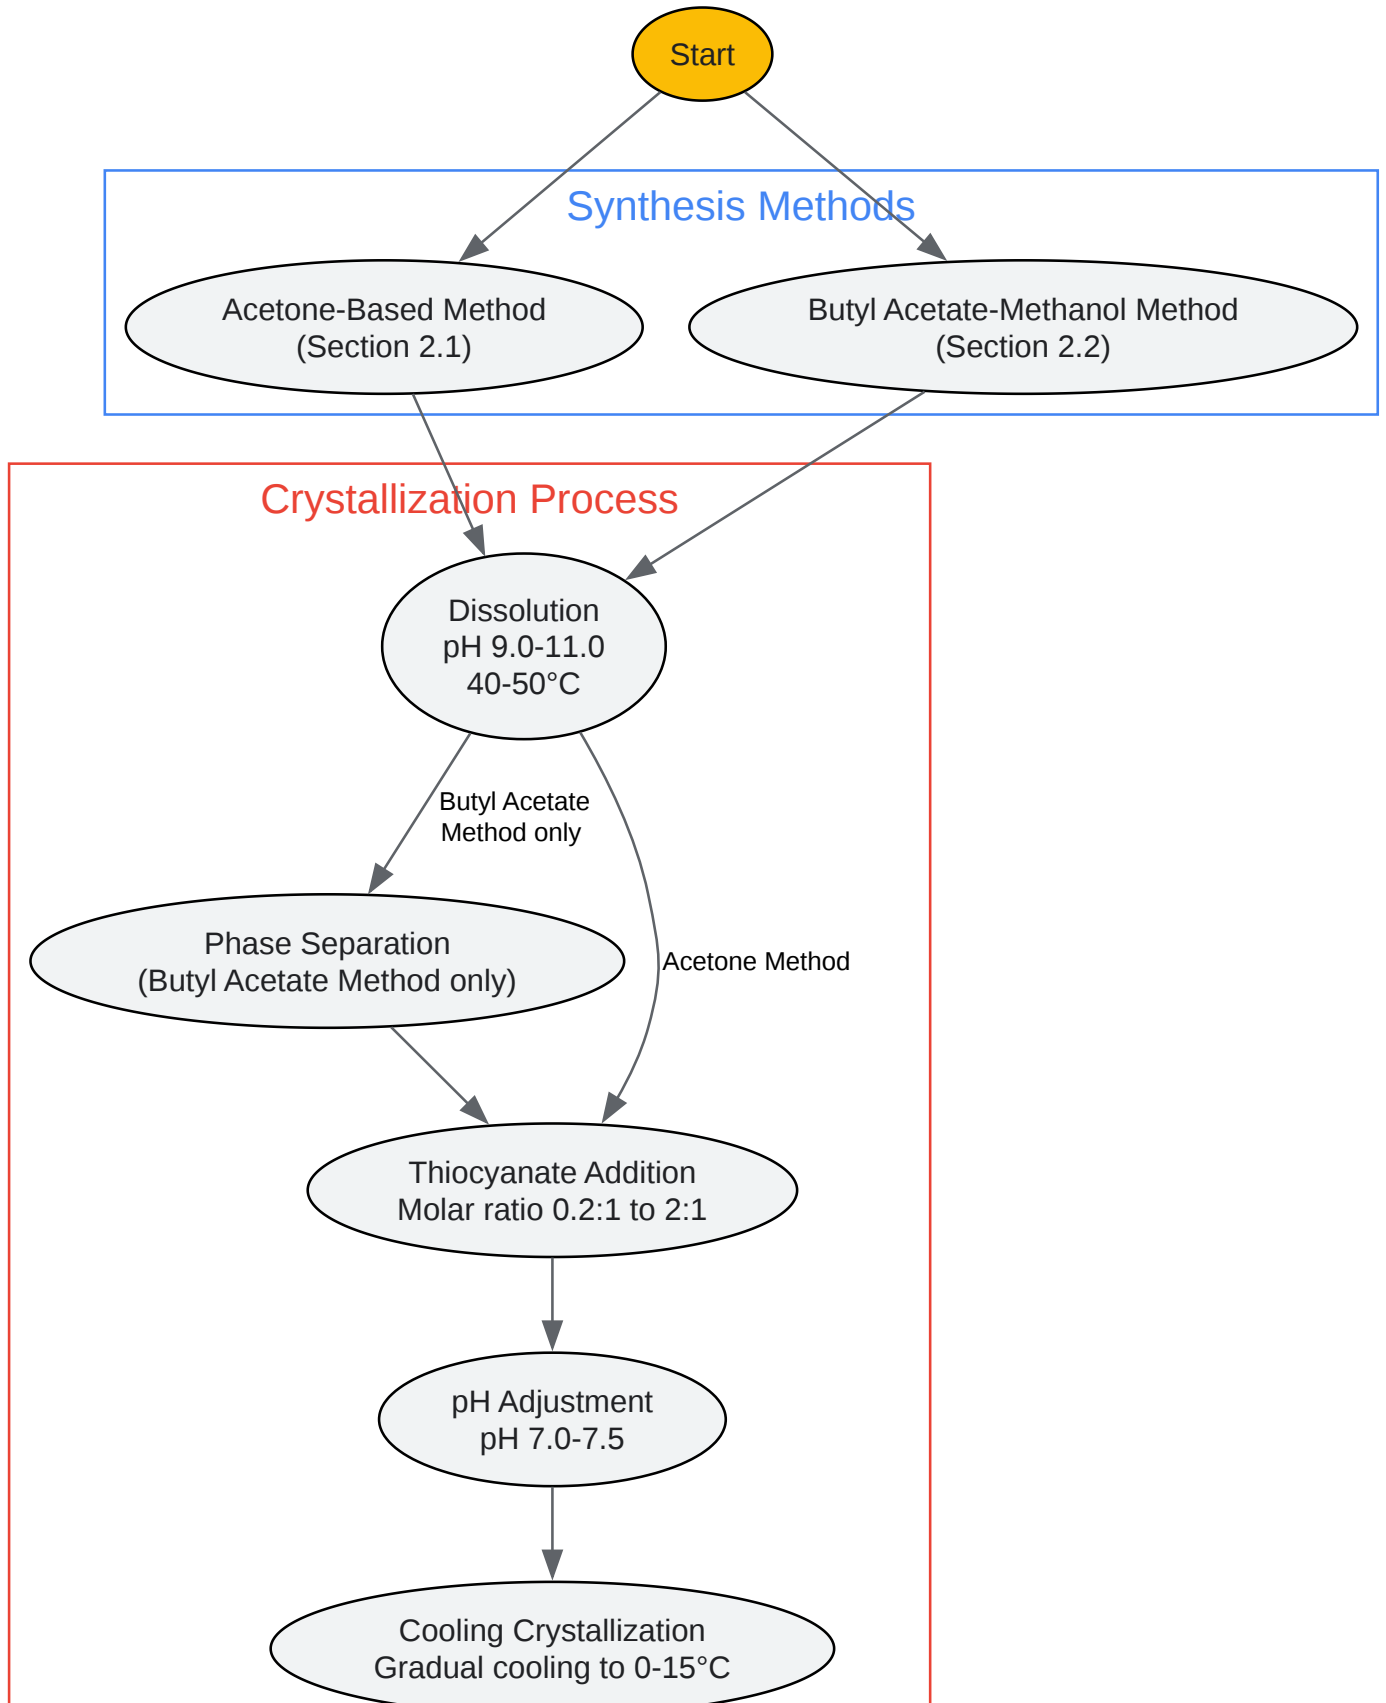 Start
Synthesis Methods
Acetone-Based Method
(Section 2.1)
Butyl Acetate-Methanol Method
(Section 2.2)
Crystallization Process
Dissolution
pH 9.0-11.0
40-50°C
Butyl Acetate
Method only
Phase Separation
(Butyl Acetate Method only)
Acetone Method
Thiocyanate Addition
Molar ratio 0.2:1 to 2:1
pH Adjustment
pH 7.0-7.5
Cooling Crystallization
Gradual cooling to 0-15°C